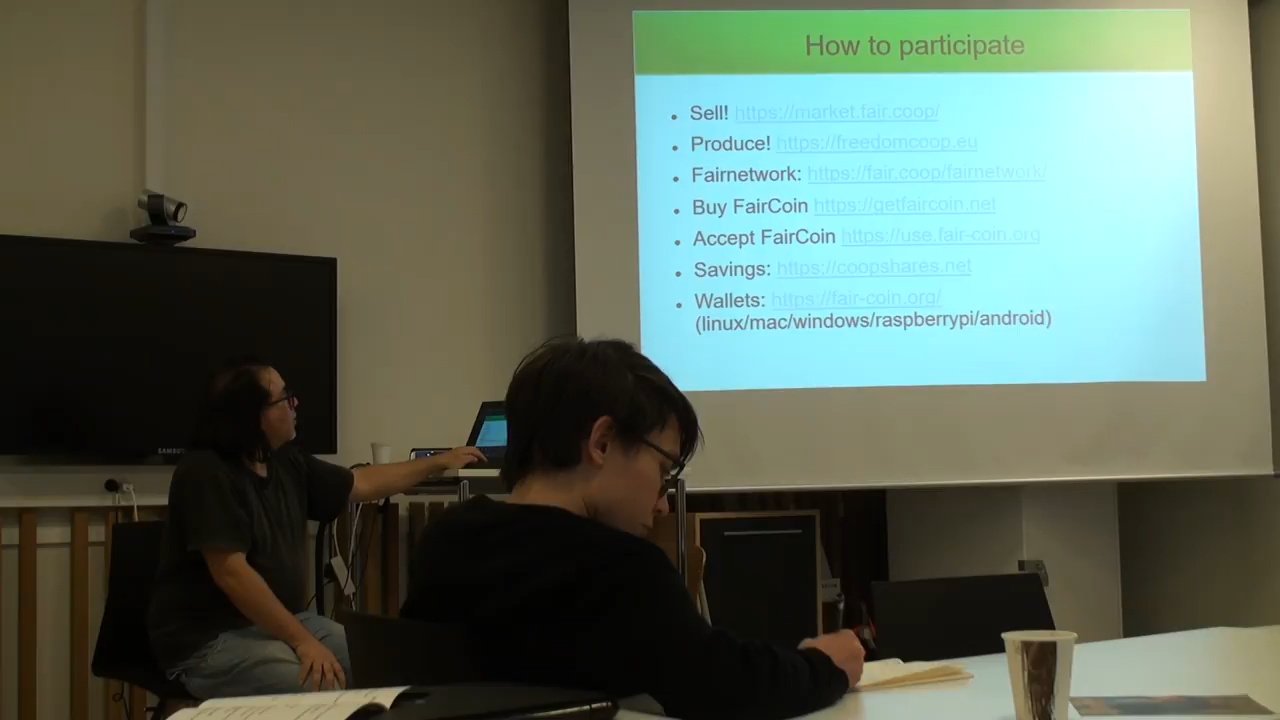 How to participate
Sell! https://market.fair.coop/
Produce! https://freedomcoop.eu
Fairnetwork: https://fair.coop/fairnetwork/
Buy FairCoin https://getfaircoin.net
Accept FairCoin https://use.fair-coin.org
Savings: https://coopshares.net
Wallets: https://fair-coin.org/
(linux/mac/windows/raspberrypi/android)
SAMSUNG